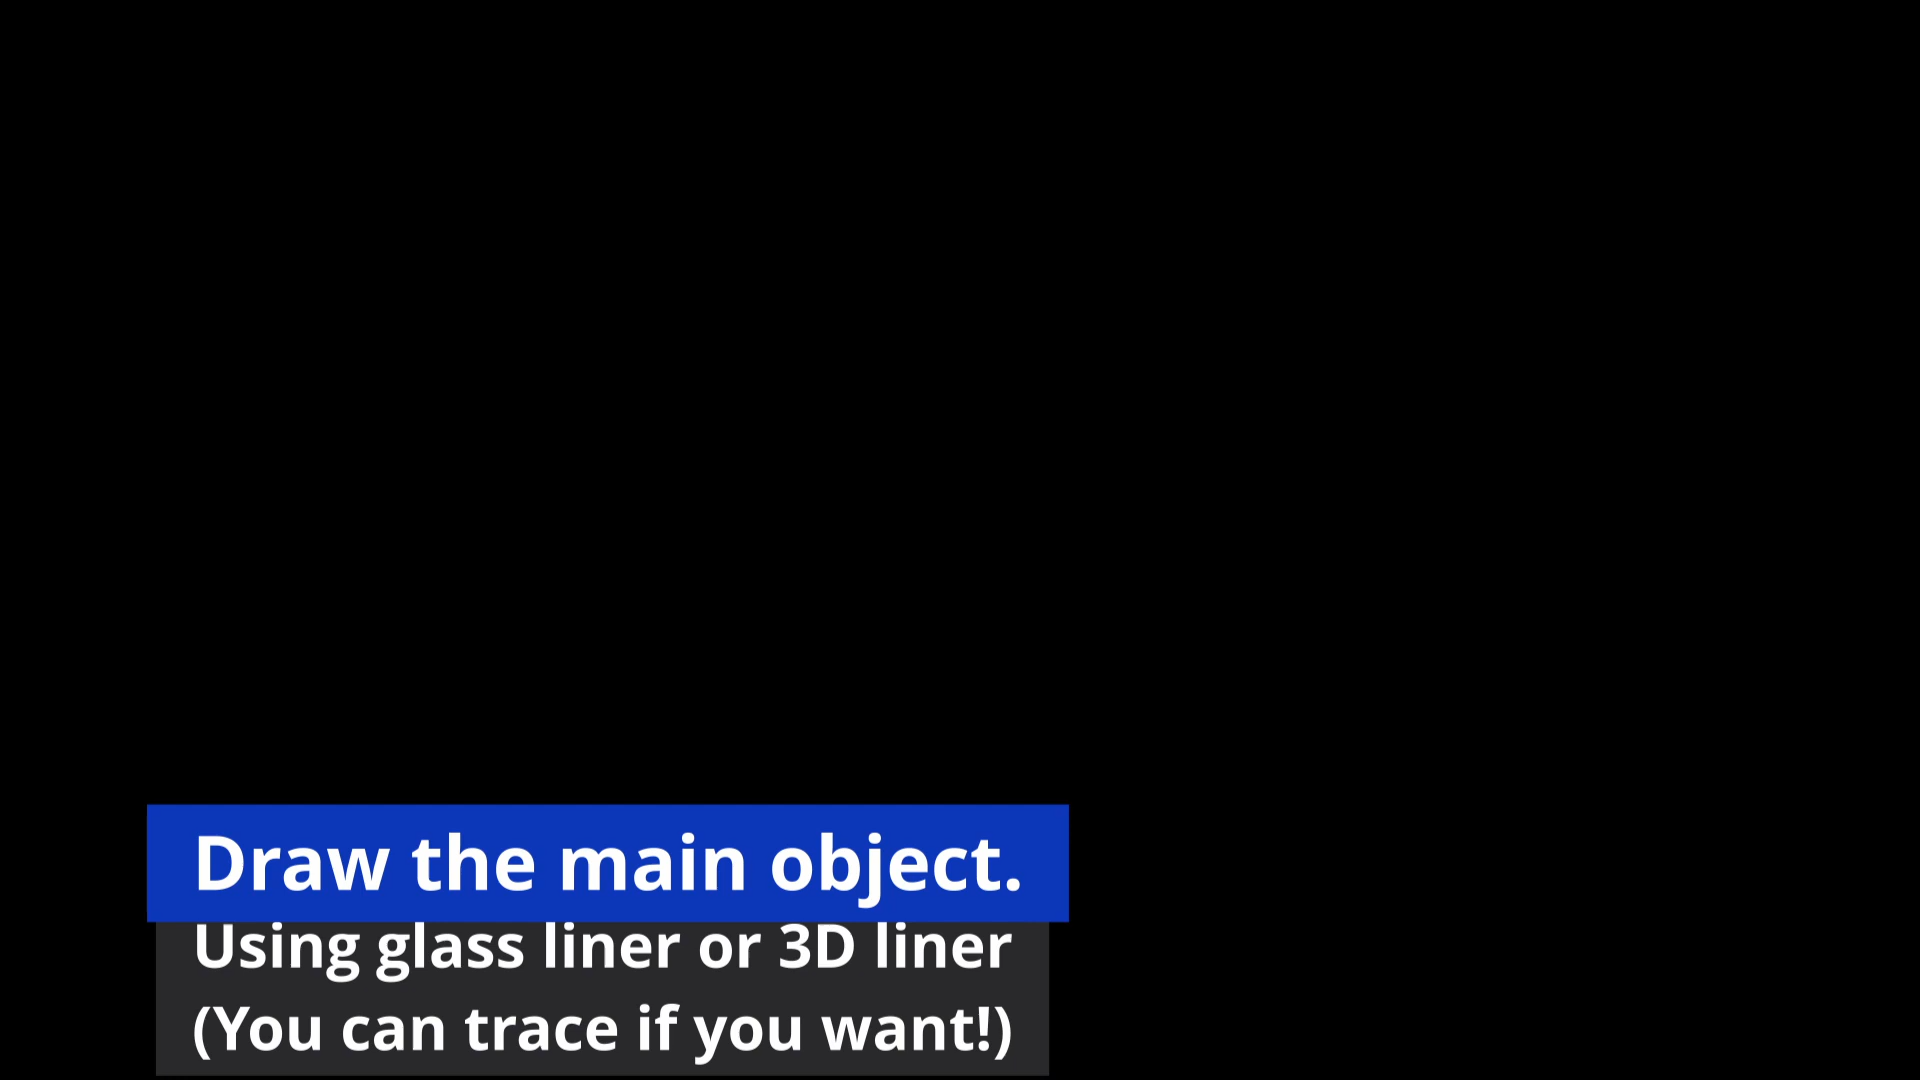 Draw the main object.
Using glass liner or 3D liner
(You can trace if you want!)